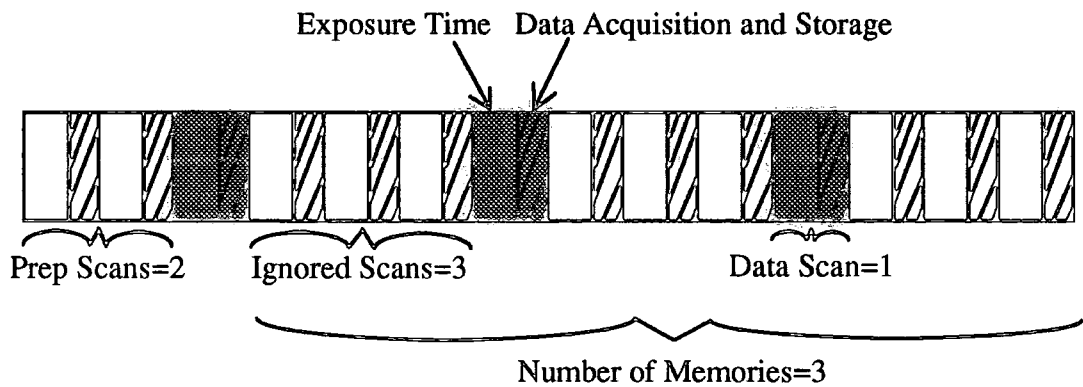 Exposure Time Data Acquisition and Storage
Prep Scans=2 Ignored Scans=3 Data Scan=1
Number of Memories=3